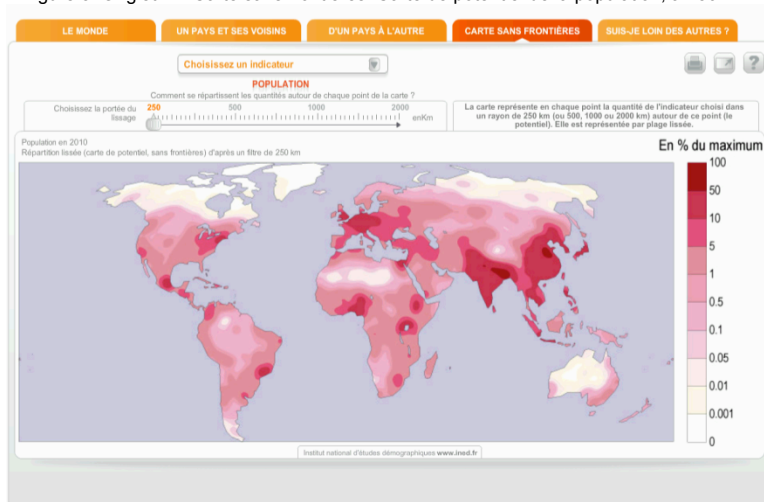 LE MONDE
UN PAYS ET SES VOISINS
D'UN PAYS À L'AUTRE
CARTE SANS FRONTIÈRES
SUIS-JE LOIN DES AUTRES ?
Choisissez un indicateur
?
POPULATION
Comment se répartissent les quantités autour de chaque point de la carte ?
Choisissez la portée du
lissage
250
500
1000
2000
enKm
La carte représente en chaque point la quantité de l'indicateur choisi dans
un rayon de 250 km (ou 500, 1000 ou 2000 km) autour de ce point (le
potentiel). Elle est représentée par plage lissée.
Population en 2010
Répartition lissée (carte de potentiel, sans frontières) d'après un filtre de 250 km
En % du maximum
100
50
10
5
1
0.5
0.1
0.05
0.01
0.001
0
Institut national d'études démographiques www.ined.fr